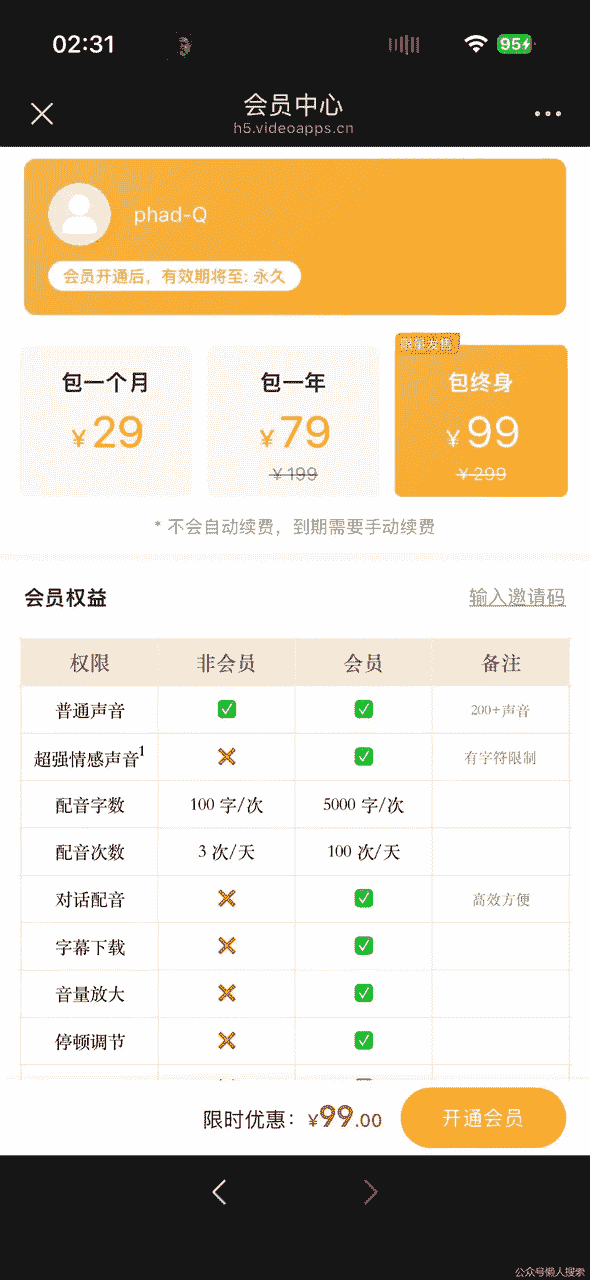 02:31
95
会员中心
h5.videoapps.cn
phad-Q
会员开通后，有效期将至: 永久
限量发售
包一个月 包一年 包终身
¥29 ¥79 ¥99
¥199 ¥299
* 不会自动续费，到期需要手动续费
会员权益 输入邀请码
权限 非会员 会员 备注
普通声音 ✅ ✅ 200+声音
超强情感声音1 ❌ ✅ 有字符限制
配音字数 100 字/次 5000 字/次
配音次数 3 次/天 100 次/天
对话配音 ❌ ✅ 高效方便
字幕下载 ❌ ✅
音量放大 ❌ ✅
停顿调节 ❌ ✅
限时优惠： ¥99.00 开通会员
公众号懒人搜索